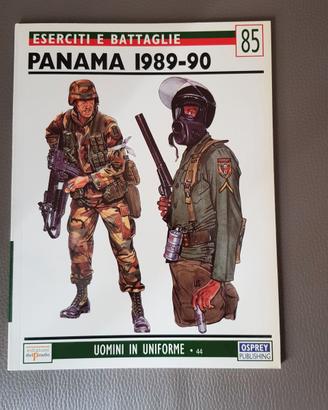 ESERCITI E BATTAGLIE
85
PANAMA 1989-90
UOMINI IN UNIFORME • 44
OSPREY
PUBLISHING